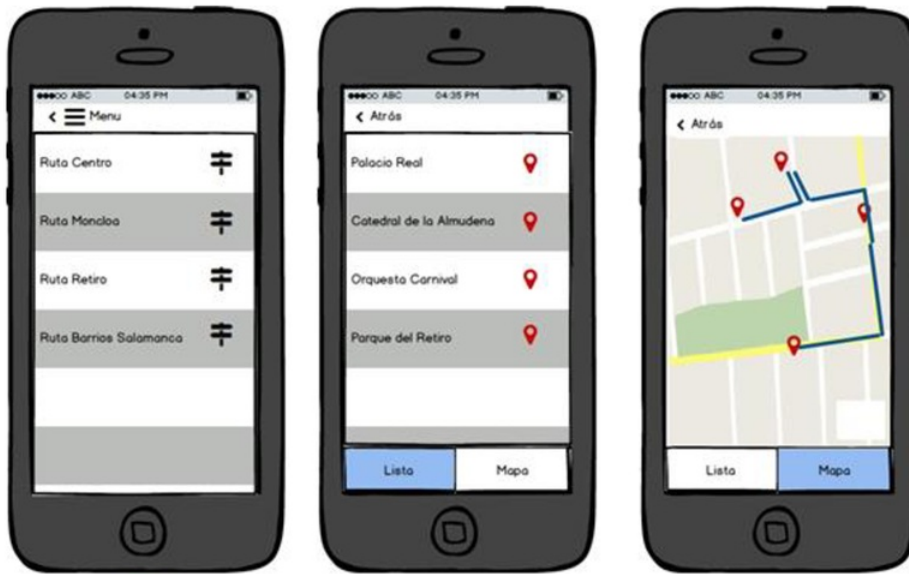 ABC 04:35 PM
Menu
Ruta Centro
Ruta Moncloa
Ruta Retiro
Ruta Barrios Salamanca
ABC 04:35 PM
Atrás
Palacio Real
Catedral de la Almudena
Orquesta Carnival
Parque del Retiro
Lista Mapa
ABC 04:35 PM
Atrás
Lista Mapa